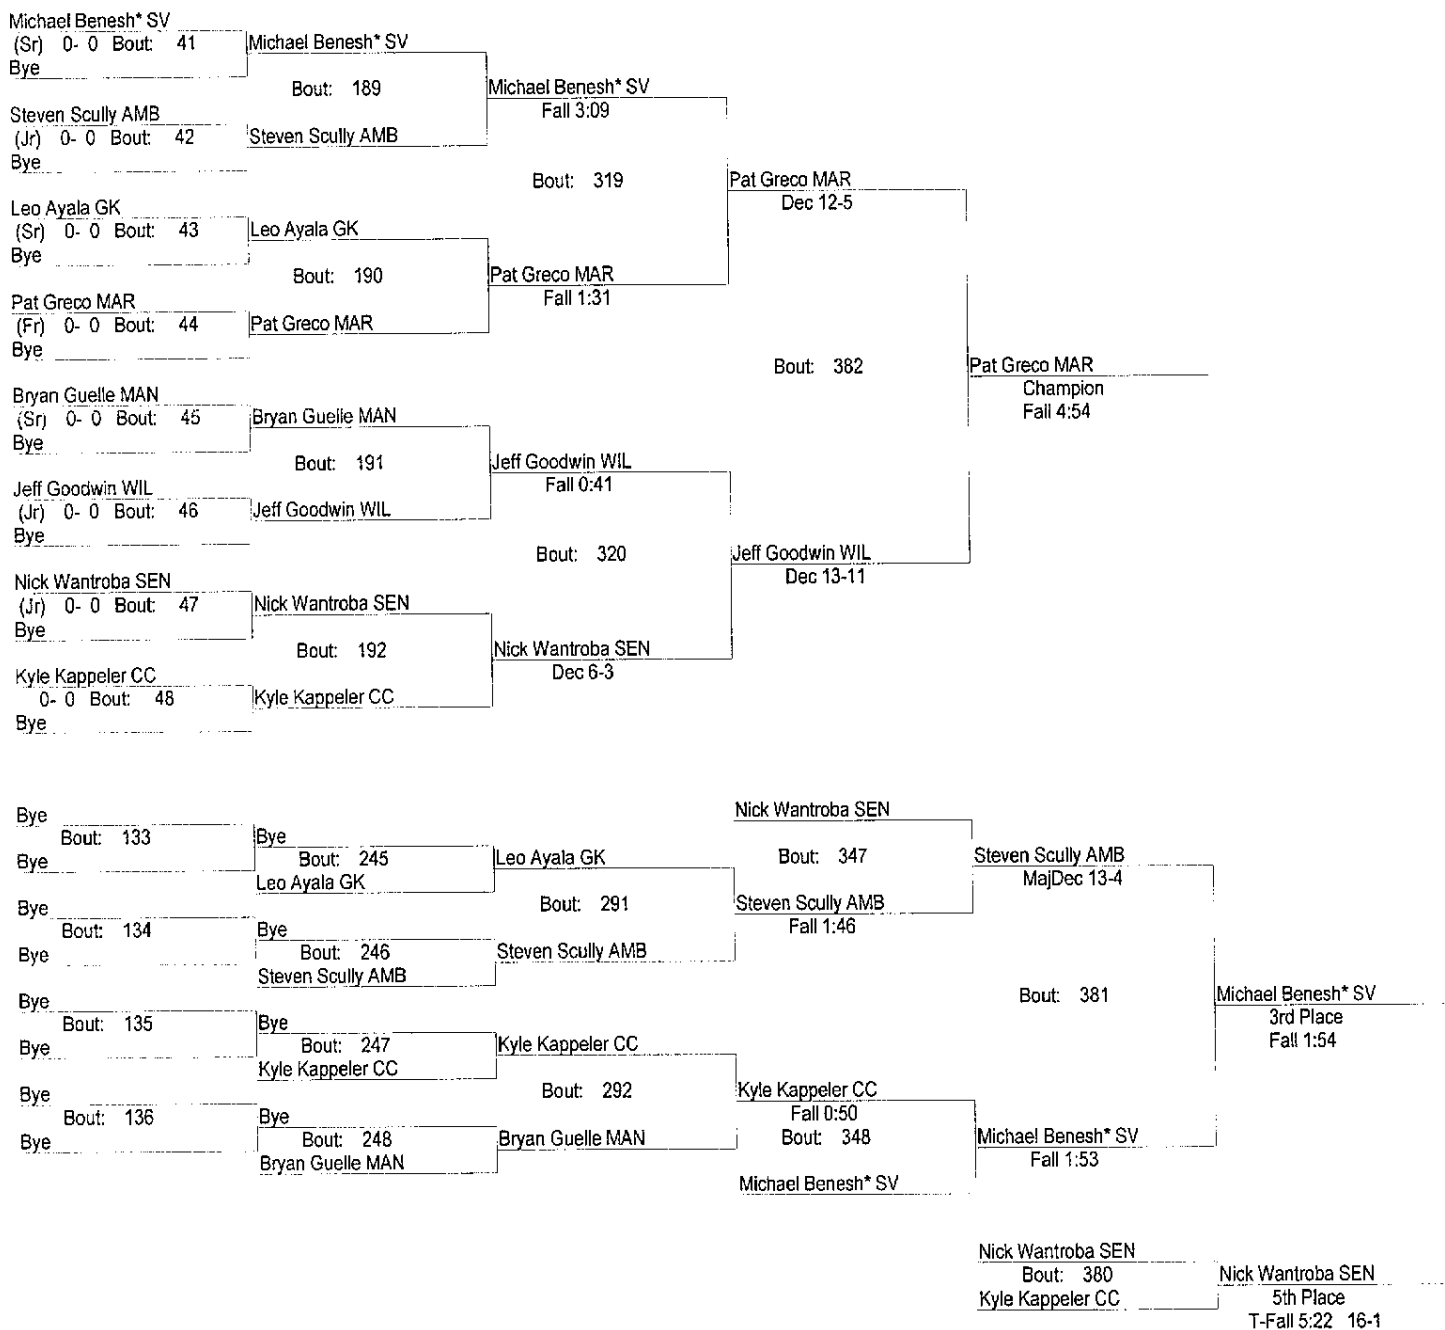 Michael Benesh* SV
(Sr) 0- 0 Bout: 41
Bye
Michael Benesh* SV
Bout: 189
Michael Benesh* SV
Fall 3:09
Steven Scully AMB
(Jr) 0- 0 Bout: 42
Bye
Steven Scully AMB
Bout: 319
Pat Greco MAR
Dec 12-5
Leo Ayala GK
(Sr) 0- 0 Bout: 43
Bye
Leo Ayala GK
Bout: 190
Pat Greco MAR
Fall 1:31
Pat Greco MAR
(Fr) 0- 0 Bout: 44
Bye
Pat Greco MAR
Bout: 382
Pat Greco MAR
Champion
Fall 4:54
Bryan Guelle MAN
(Sr) 0- 0 Bout: 45
Bye
Bryan Guelle MAN
Bout: 191
Jeff Goodwin WIL
Fall 0:41
Jeff Goodwin WIL
(Jr) 0- 0 Bout: 46
Bye
Jeff Goodwin WIL
Bout: 320
Jeff Goodwin WIL
Dec 13-11
Nick Wantroba SEN
(Jr) 0- 0 Bout: 47
Bye
Nick Wantroba SEN
Bout: 192
Nick Wantroba SEN
Dec 6-3
Kyle Kappeler CC
0- 0 Bout: 48
Bye
Kyle Kappeler CC
Bye
Bout: 133
Bye
Bye
Bout: 245
Leo Ayala GK
Leo Ayala GK
Bout: 291
Nick Wantroba SEN
Bout: 347
Steven Scully AMB
Fall 1:46
Steven Scully AMB
MajDec 13-4
Bye
Bout: 134
Bye
Bye
Bout: 246
Steven Scully AMB
Steven Scully AMB
Bout: 381
Michael Benesh* SV
3rd Place
Fall 1:54
Bye
Bout: 135
Bye
Bye
Bout: 247
Kyle Kappeler CC
Kyle Kappeler CC
Bout: 292
Kyle Kappeler CC
Fall 0:50
Bout: 348
Michael Benesh* SV
Michael Benesh* SV
Fall 1:53
Bye
Bout: 136
Bye
Bye
Bout: 248
Bryan Guelle MAN
Bryan Guelle MAN
Nick Wantroba SEN
Bout: 380
Kyle Kappeler CC
Nick Wantroba SEN
5th Place
T-Fall 5:22 16-1